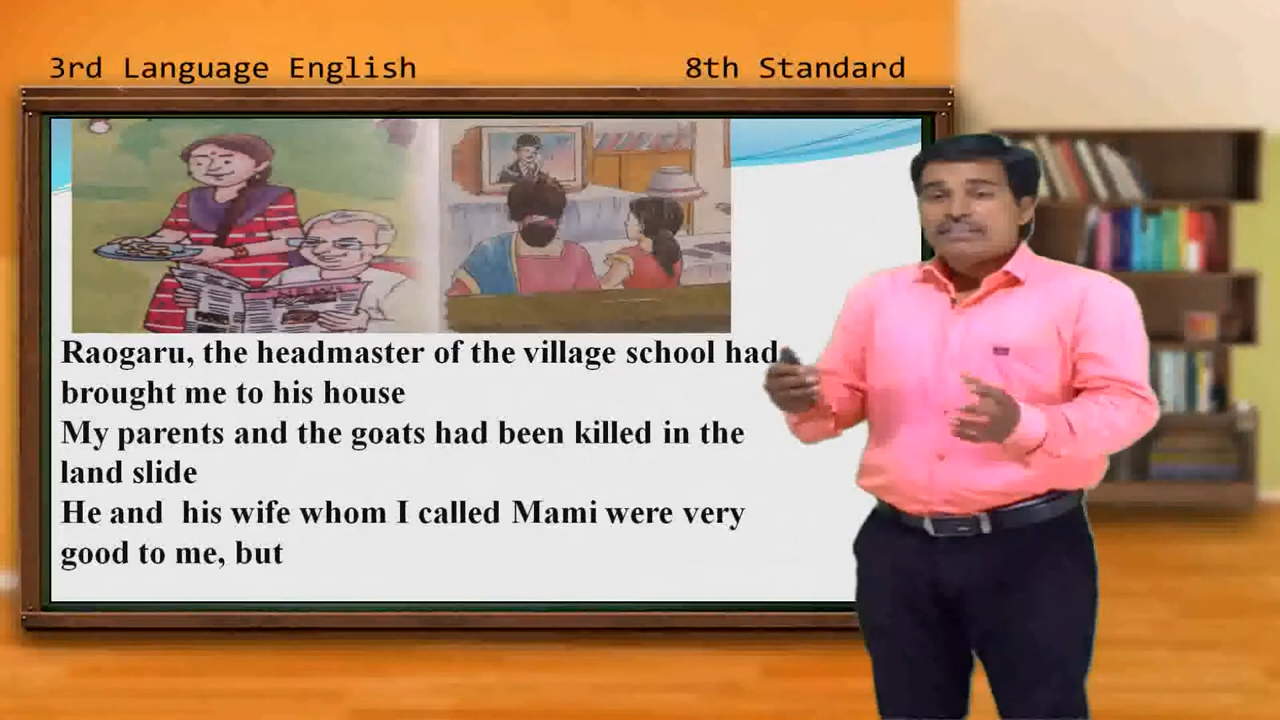 3rd Language English
8th Standard
Raogaru, the headmaster of the village school had
brought me to his house
My parents and the goats had been killed in the
land slide
He and his wife whom I called Mami were very
good to me, but